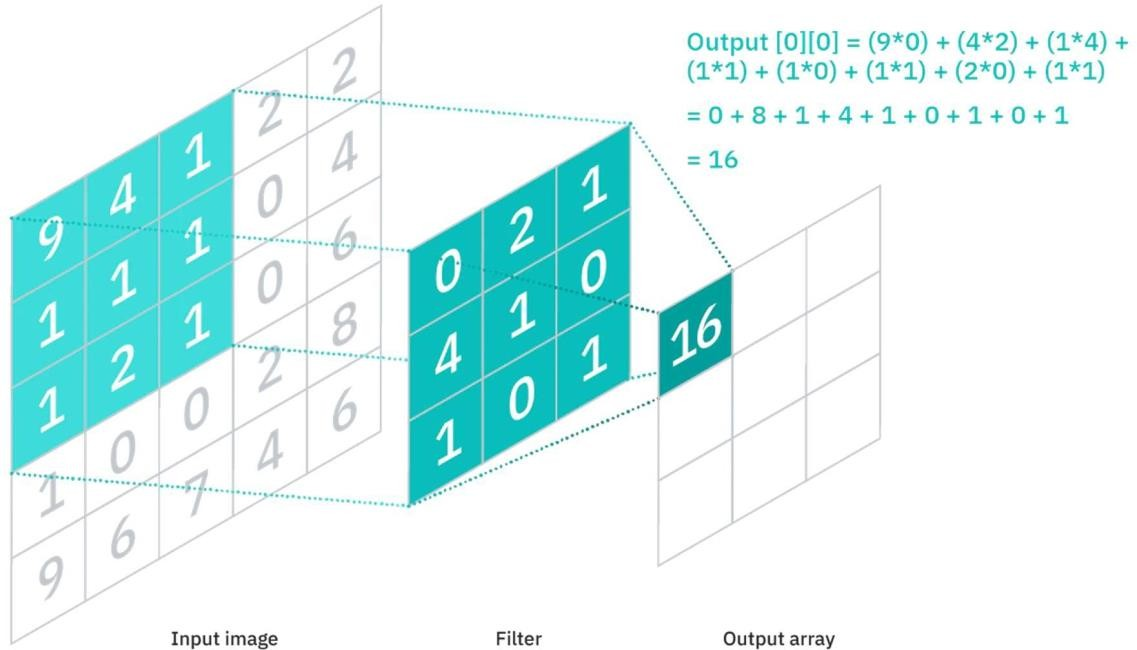 Output [0][0] = (9*0) + (4*2) + (1*4) +
(1*1) + (1*0) + (1*1) + (2*0) + (1*1)
= 0 + 8 + 1 + 4 + 1 + 0 + 1 + 0 + 1
= 16
9 4 1 2 2
1 1 1 0 4
1 2 1 0 6
1 0 0 2 8
9 6 7 4 6
0 2 1
4 1 0
1 0 1
16
Input image
Filter
Output array